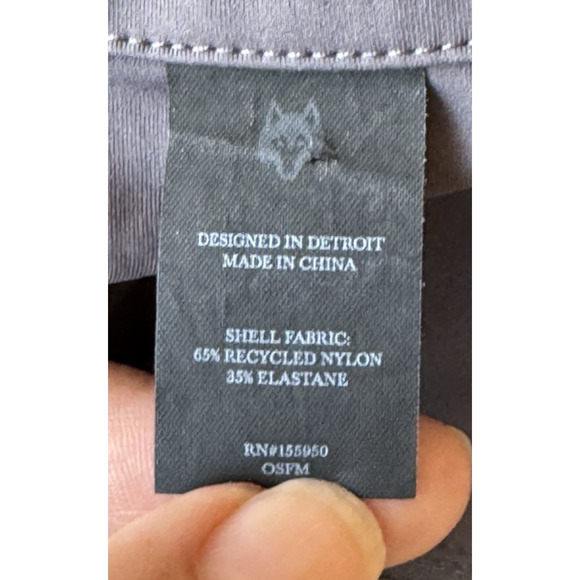 DESIGNED IN DETROIT
MADE IN CHINA
SHELL FABRIC:
65% RECYCLED NYLON
35% ELASTANE
RN#155950
OSFM